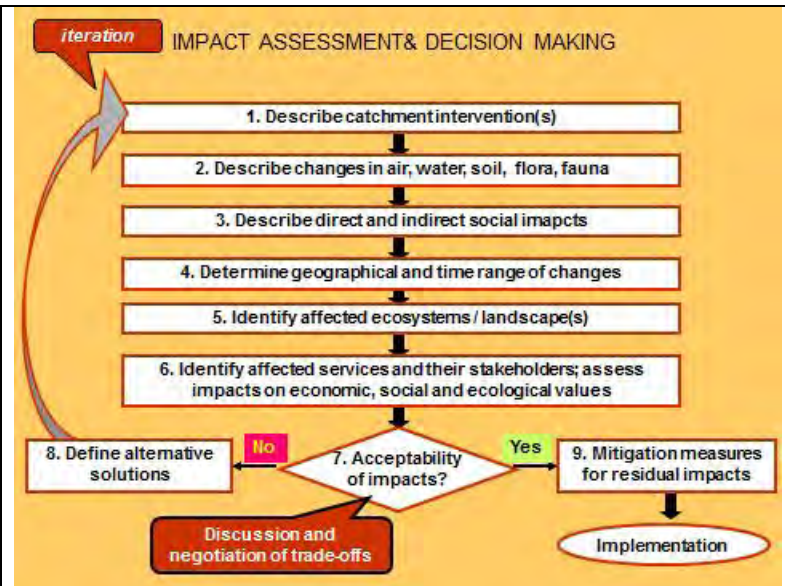 iteration
IMPACT ASSESSMENT& DECISION MAKING
1. Describe catchment intervention(s)
2. Describe changes in air, water, soil, flora, fauna
3. Describe direct and indirect social imapcts
4. Determine geographical and time range of changes
5. Identify affected ecosystems / landscape(s)
6. Identify affected services and their stakeholders; assess
impacts on economic, social and ecological values
8. Define alternative
solutions
No
7. Acceptability
of impacts?
Yes
9. Mitigation measures
for residual impacts
Discussion and
negotiation of trade-offs
Implementation